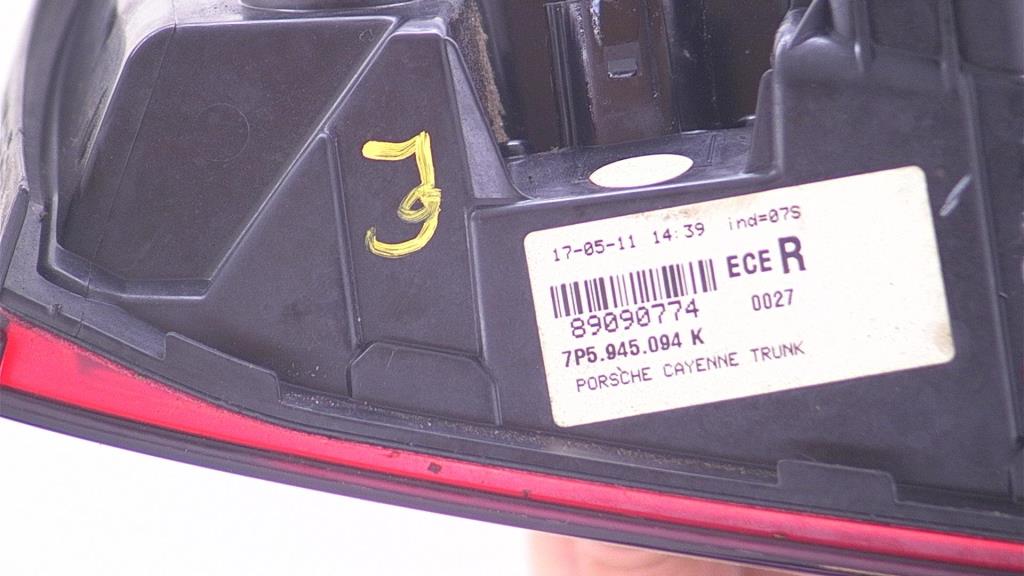 17-05-11 14:39 ind=07S
ECE R
89090774 0027
7P5.945.094 K
PORSCHE CAYENNE TRUNK